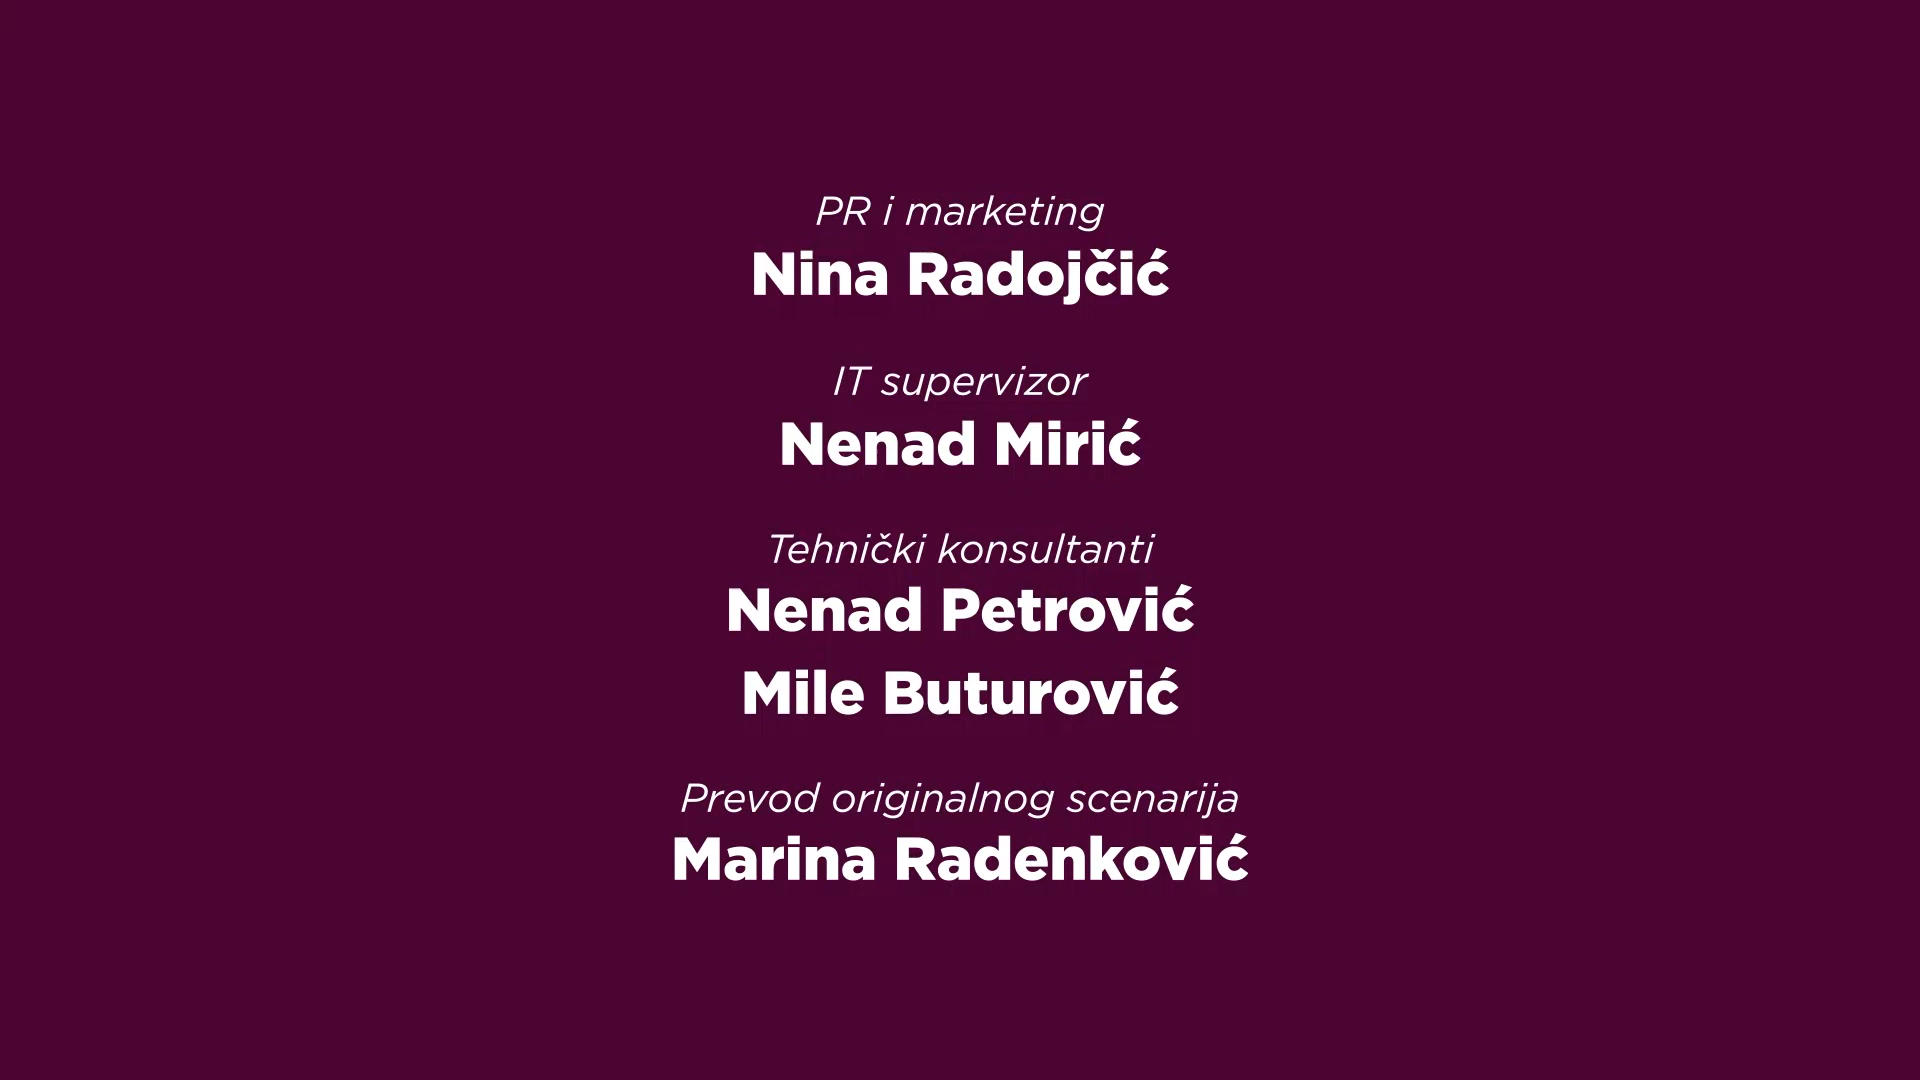 PR i marketing
Nina Radojčić
IT supervizor
Nenad Mirić
Tehnički konsultanti
Nenad Petrović
Mile Buturović
Prevod originalnog scenarija
Marina Radenković